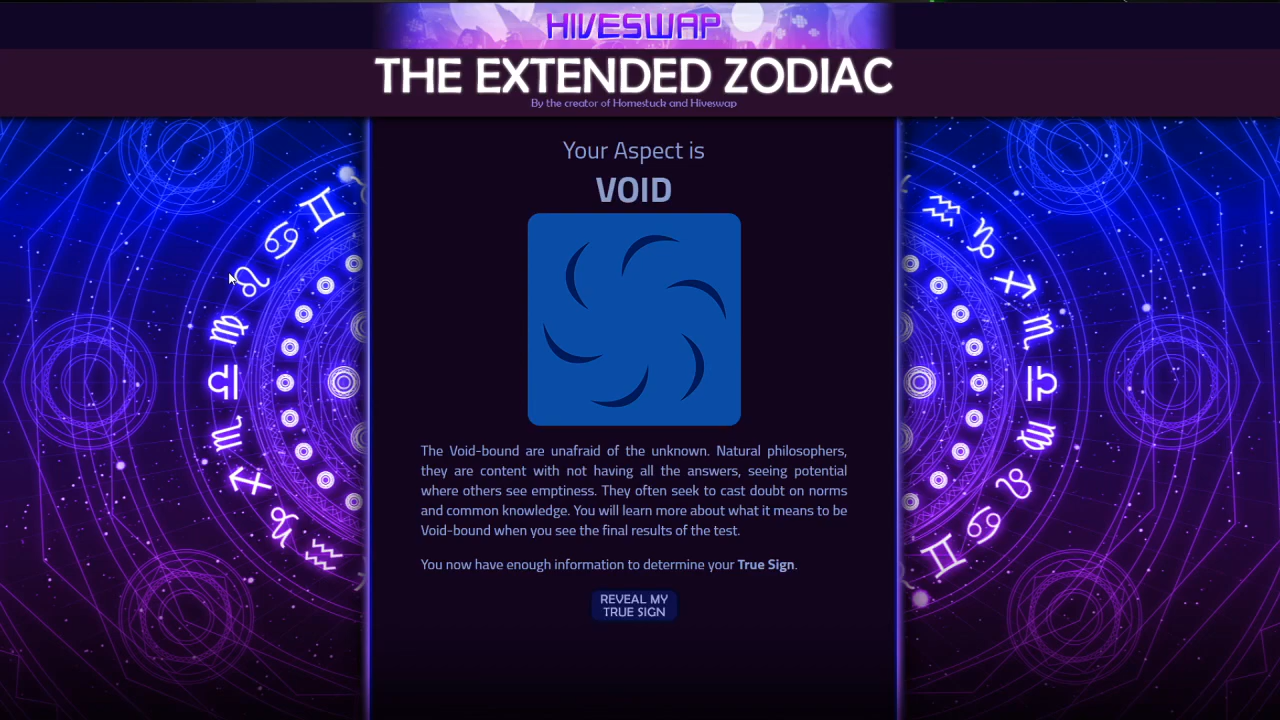 HIVESWAP
THE EXTENDED ZODIAC
By the creator of Homestuck and Hiveswap
Your Aspect is
VOID
The Void-bound are unafraid of the unknown. Natural philosophers,
they are content with not having all the answers, seeing potential
where others see emptiness. They often seek to cast doubt on norms
and common knowledge. You will learn more about what it means to be
Void-bound when you see the final results of the test.
You now have enough information to determine your True Sign.
REVEAL MY
TRUE SIGN